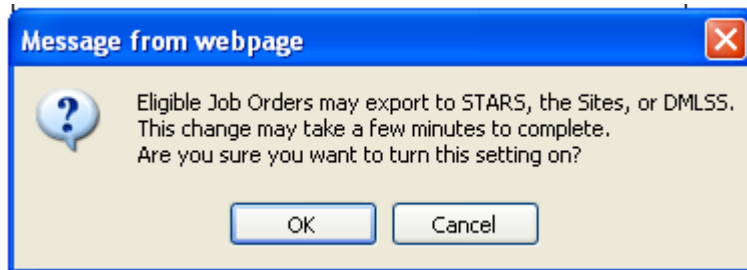 Message from webpage
Eligible Job Orders may export to STARS, the Sites, or DMLSS.
This change may take a few minutes to complete.
Are you sure you want to turn this setting on?
OK
Cancel